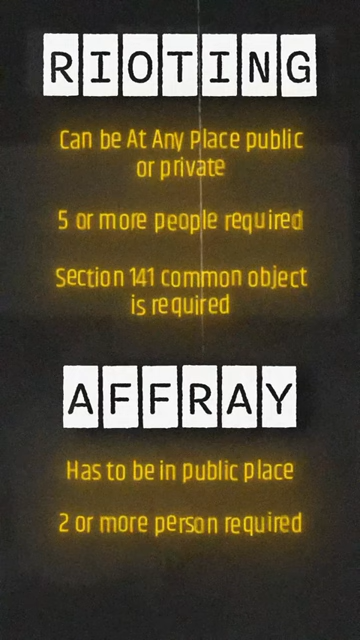 RIOTING
Can be At Any Place public
or private
5 or more people required
Section 141 common object
is required
AFFRAY
Has to be in public place
2 or more person required